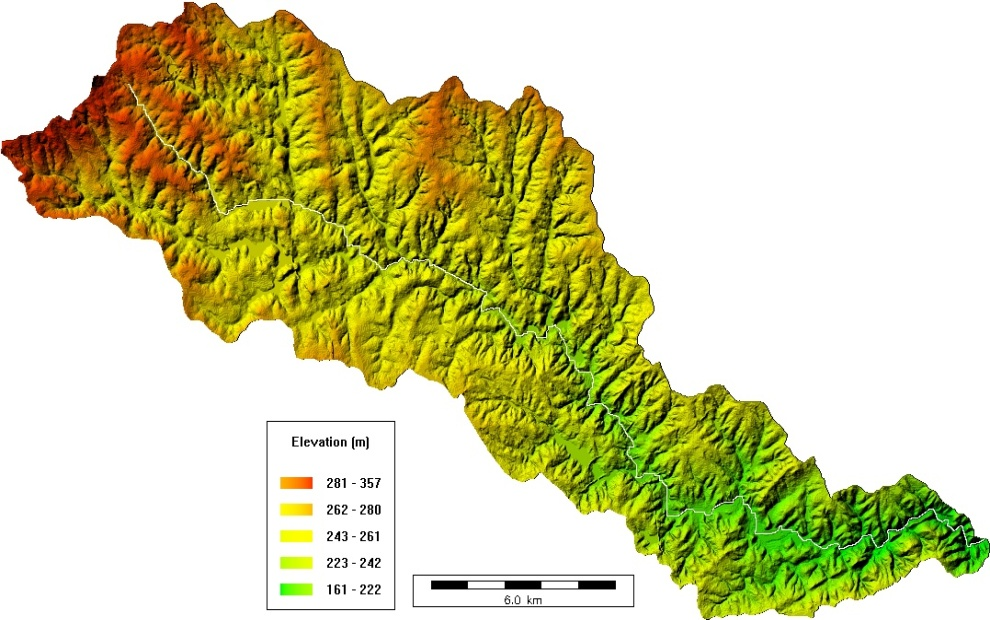 Elevation (m)
281 - 357
262 - 280
243 - 261
223 - 242
161 - 222
6.0 km